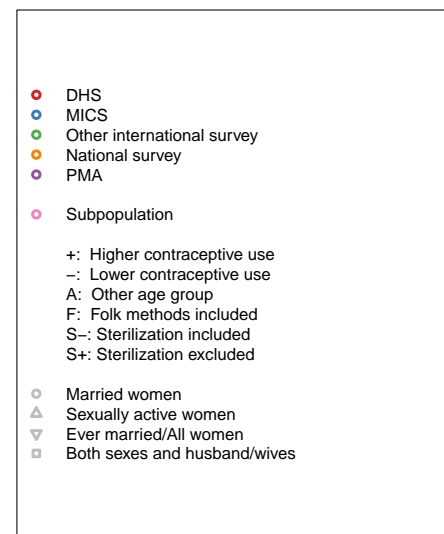 DHS
MICS
Other international survey
National survey
PMA
Subpopulation
+: Higher contraceptive use
−: Lower contraceptive use
A: Other age group
F: Folk methods included
S−: Sterilization included
S+: Sterilization excluded
Married women
Sexually active women
Ever married/All women
Both sexes and husband/wives